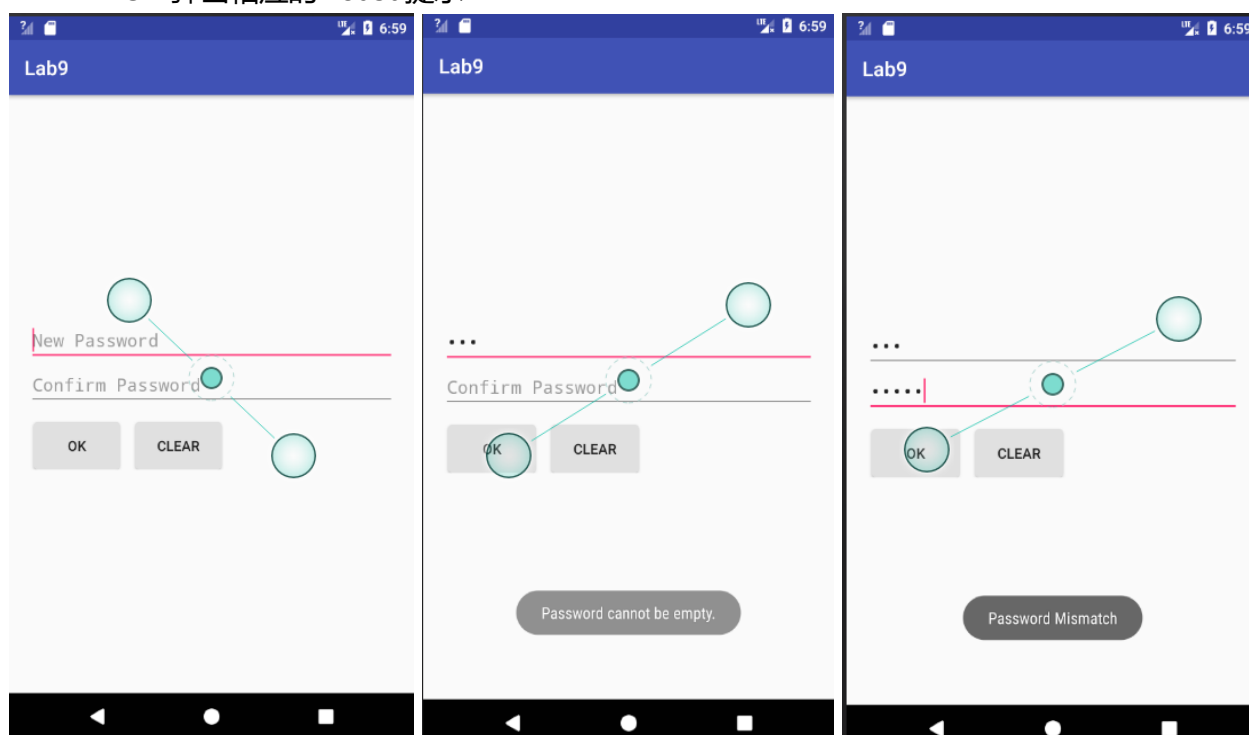 6:59
Lab9
New Password
Confirm Password
OK CLEAR
6:59
Lab9
•••
Confirm Password
OK CLEAR
Password cannot be empty.
6:59
Lab9
•••
•••••
OK CLEAR
Password Mismatch